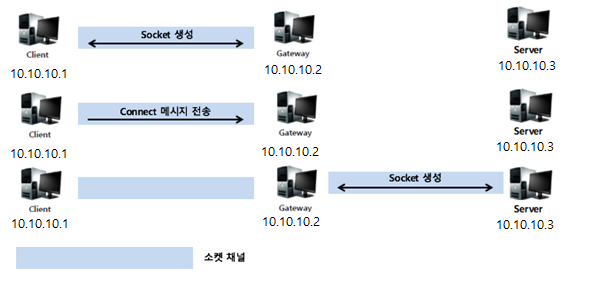 Socket 생성
Client
Gateway
Server
10.10.10.1
10.10.10.2
10.10.10.3
Connect 메시지 전송
Client
Gateway
Server
10.10.10.1
10.10.10.2
10.10.10.3
Socket 생성
Client
Gateway
Server
10.10.10.1
10.10.10.2
10.10.10.3
소켓 채널